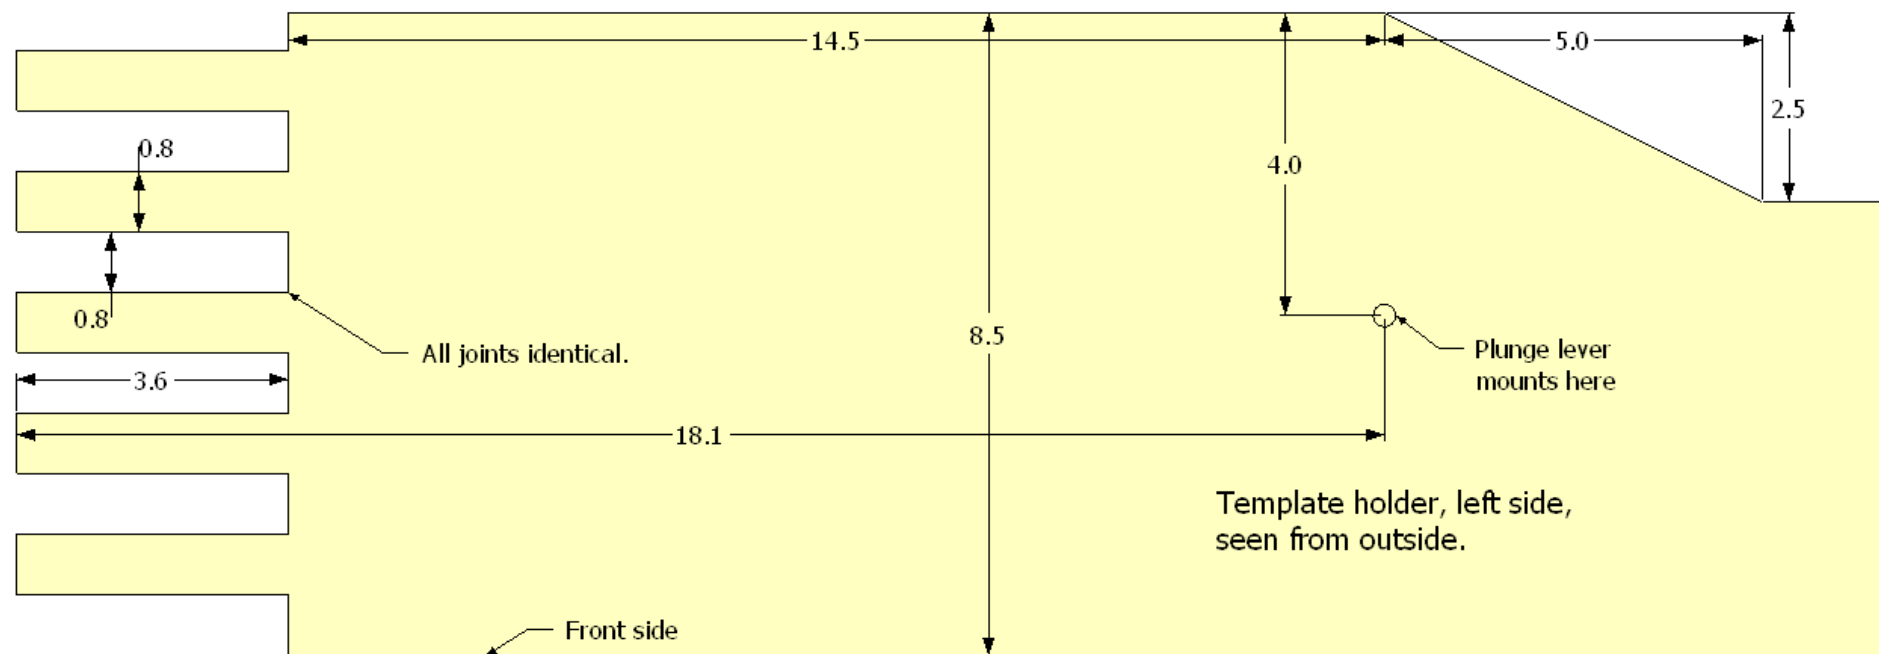 14.5
5.0
2.5
0.8
4.0
0.8
8.5
All joints identical.
Plunge lever
mounts here
3.6
18.1
Template holder, left side,
seen from outside.
Front side